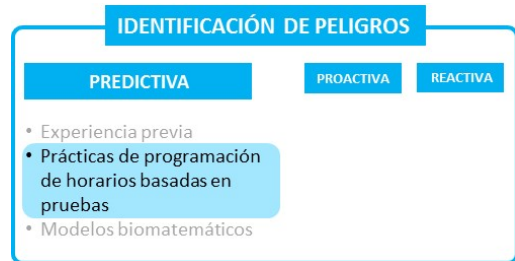 IDENTIFICACIÓN DE PELIGROS
PREDICTIVA
PROACTIVA
REACTIVA
• Experiencia previa
• Prácticas de programación
de horarios basadas en
pruebas
• Modelos biomatemáticos